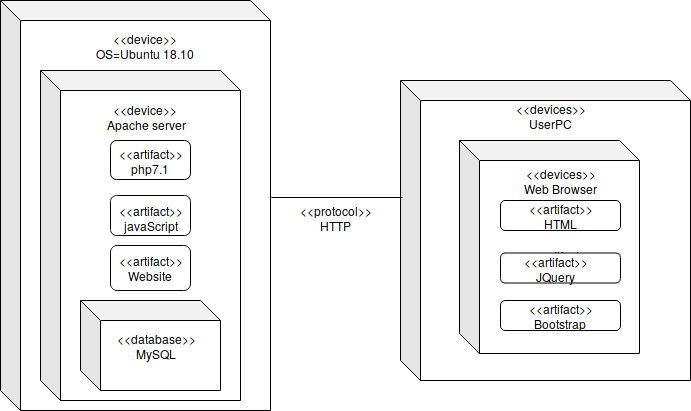 <<device>>
OS=Ubuntu 18.10
<<device>>
Apache server
<<artifact>>
php7.1
<<artifact>>
javaScript
<<artifact>>
Website
<<database>>
MySQL
<<protocol>>
HTTP
<<devices>>
UserPC
<<devices>>
Web Browser
<<artifact>>
HTML
<<artifact>>
JQuery
<<artifact>>
Bootstrap